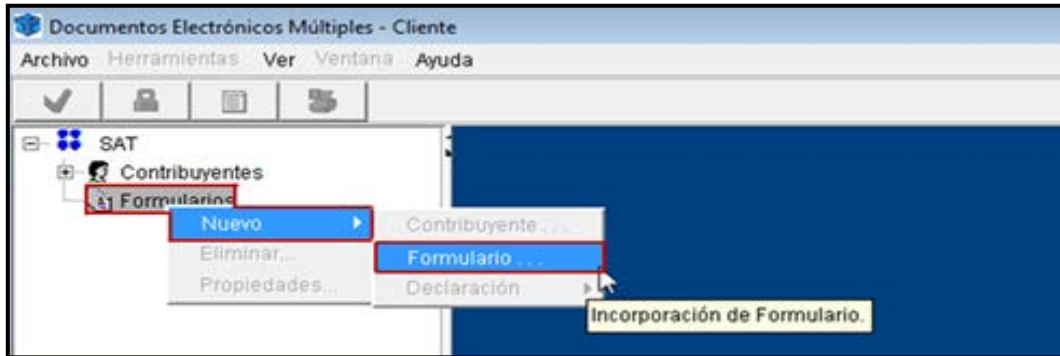 Documentos Electrónicos Múltiples - Cliente
Archivo Herramientas Ver Ventana Ayuda
SAT
Contribuyentes
Formularios
Nuevo
Contribuyente . . .
Eliminar...
Formulario . . .
Propiedades...
Declaración
Incorporación de Formulario.